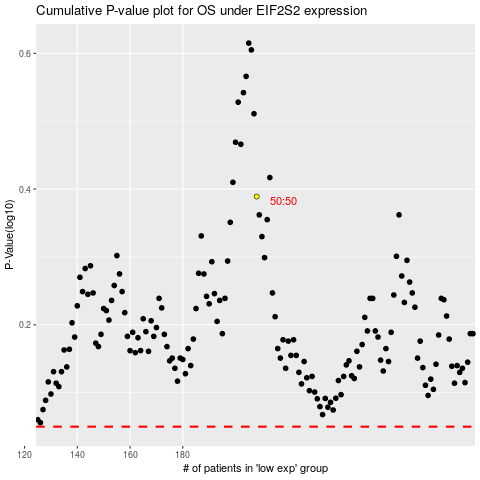 Cumulative P-value plot for OS under EIF2S2 expression
0.6
0.4
50:50
P-Value(log10)
0.2
120 140 160 180
# of patients in 'low exp' group